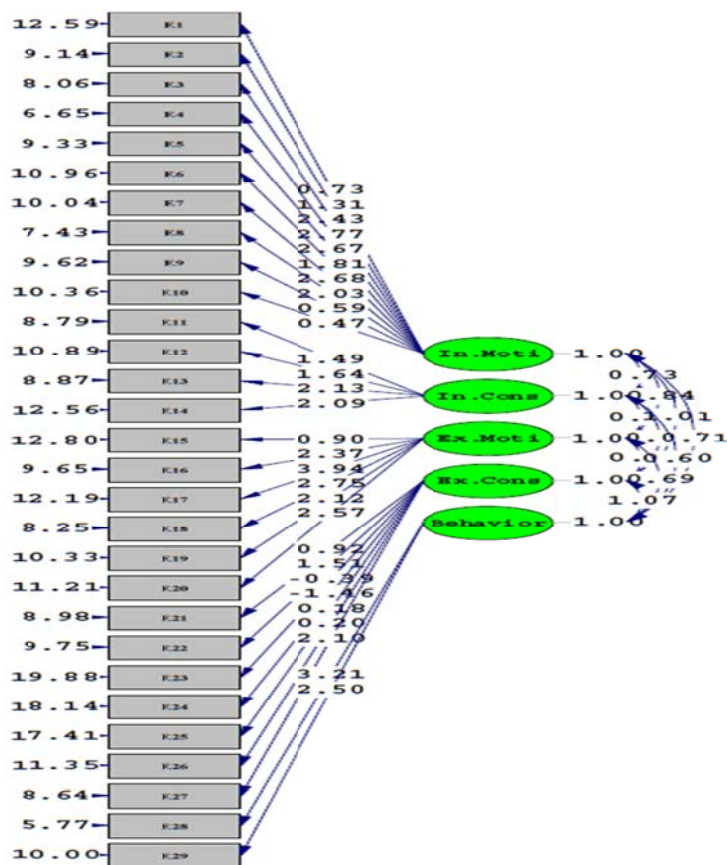 12.59 K1
9.14 K2
8.06 K3
6.65 K4
9.33 K5
10.96 K6
10.04 K7
7.43 K8
9.62 K9
10.36 K10
8.79 K11
10.89 K12
8.87 K13
12.56 K14
12.80 K15
9.65 K16
12.19 K17
8.25 K18
10.33 K19
11.21 K20
8.98 K21
9.75 K22
19.88 K23
18.14 K24
17.41 K25
11.35 K26
8.64 K27
5.77 K28
10.00 K29
0.73
1.31
2.43
2.77
2.67
1.81
2.68
2.03
0.59
0.47
1.49
1.64
2.13
2.09
0.90
2.37
3.94
2.75
2.12
2.57
0.92
1.51
-0.39
-1.46
0.18
0.20
2.10
3.21
2.50
In.Moti 1.00
In.Cons 1.00
Ex.Moti 1.00
Ex.Cons 1.00
Behavior 1.00
0.73
0.84
1.01
0.71
0.60
0.69
1.07